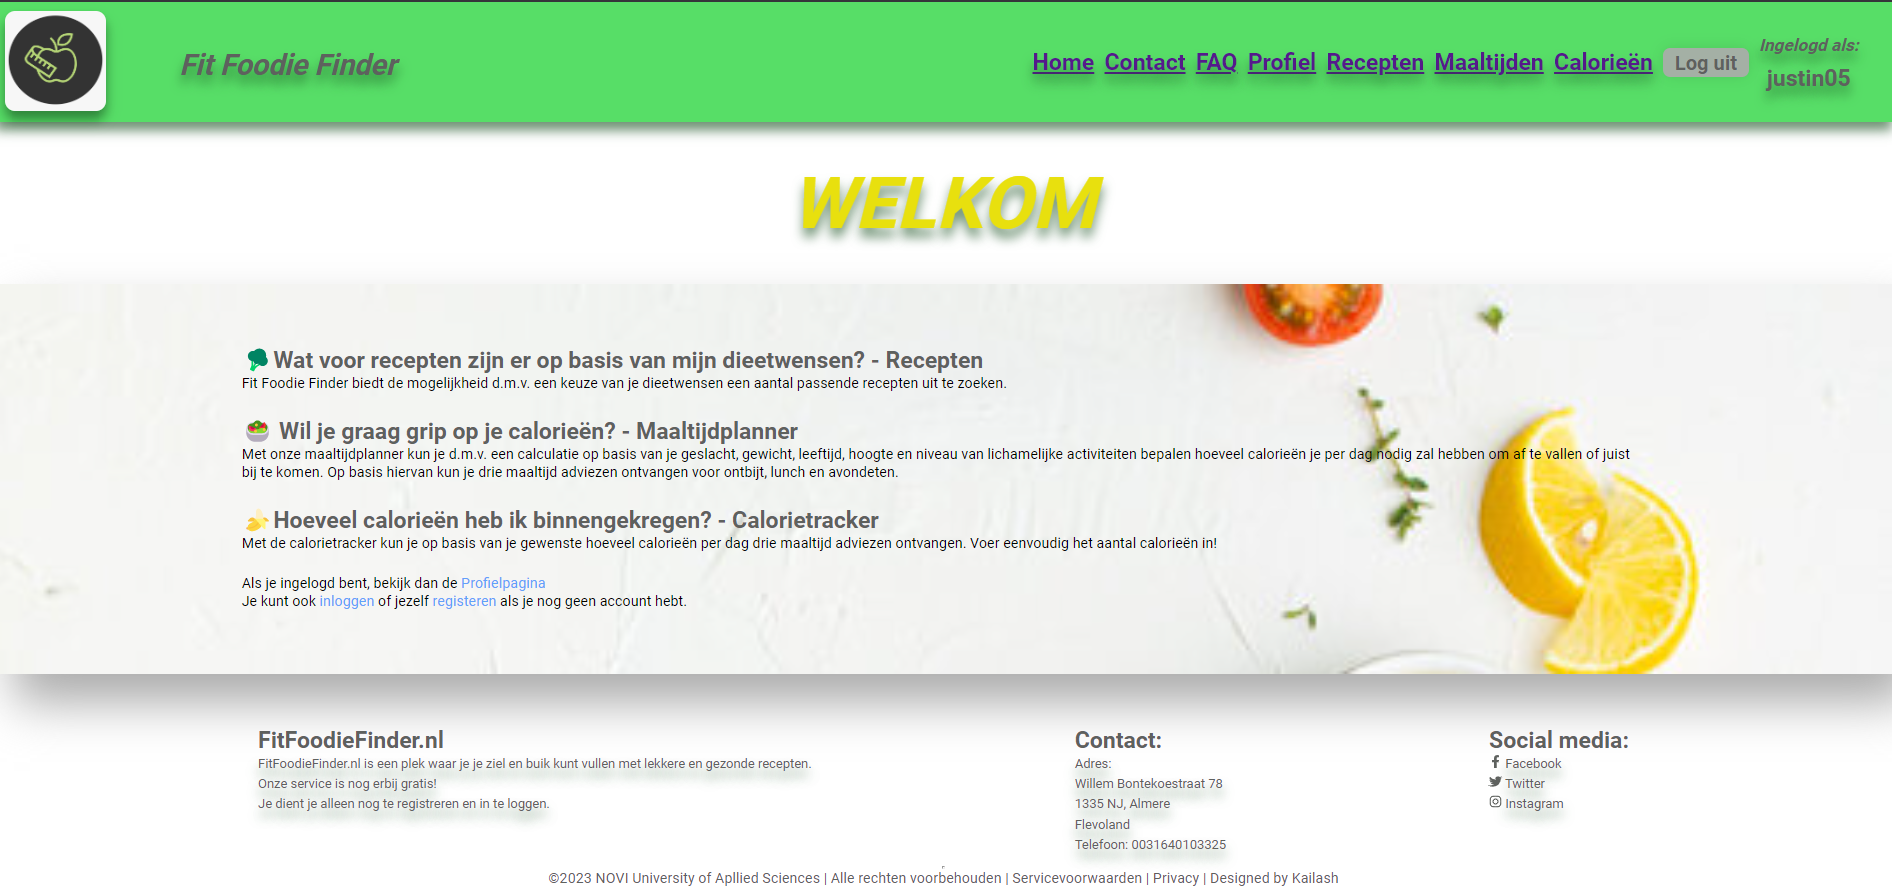 Fit Foodie Finder
Home Contact FAQ Profiel Recepten Maaltijden Calorieën Log uit
Ingelogd als:
justin05
WELKOM
Wat voor recepten zijn er op basis van mijn dieetwensen? - Recepten
Fit Foodie Finder biedt de mogelijkheid d.m.v. een keuze van je dieetwensen een aantal passende recepten uit te zoeken.
Wil je graag grip op je calorieën? - Maaltijdplanner
Met onze maaltijdplanner kun je d.m.v. een calculatie op basis van je geslacht, gewicht, leeftijd, hoogte en niveau van lichamelijke activiteiten bepalen hoeveel calorieën je per dag nodig zal hebben om af te vallen of juist
bij te komen. Op basis hiervan kun je drie maaltijd adviezen ontvangen voor ontbijt, lunch en avondeten.
Hoeveel calorieën heb ik binnengekregen? - Calorietracker
Met de calorietracker kun je op basis van je gewenste hoeveel calorieën per dag drie maaltijd adviezen ontvangen. Voer eenvoudig het aantal calorieën in!
Als je ingelogd bent, bekijk dan de Profielpagina
Je kunt ook inloggen of jezelf registeren als je nog geen account hebt.
FitFoodieFinder.nl
FitFoodieFinder.nl is een plek waar je je ziel en buik kunt vullen met lekkere en gezonde recepten.
Onze service is nog erbij gratis!
Je dient je alleen nog te registreren en in te loggen.
Contact:
Adres:
Willem Bontekoestraat 78
1335 NJ, Almere
Flevoland
Telefoon: 0031640103325
Social media:
Facebook
Twitter
Instagram
©2023 NOVI University of Apllied Sciences | Alle rechten voorbehouden | Servicevoorwaarden | Privacy | Designed by Kailash